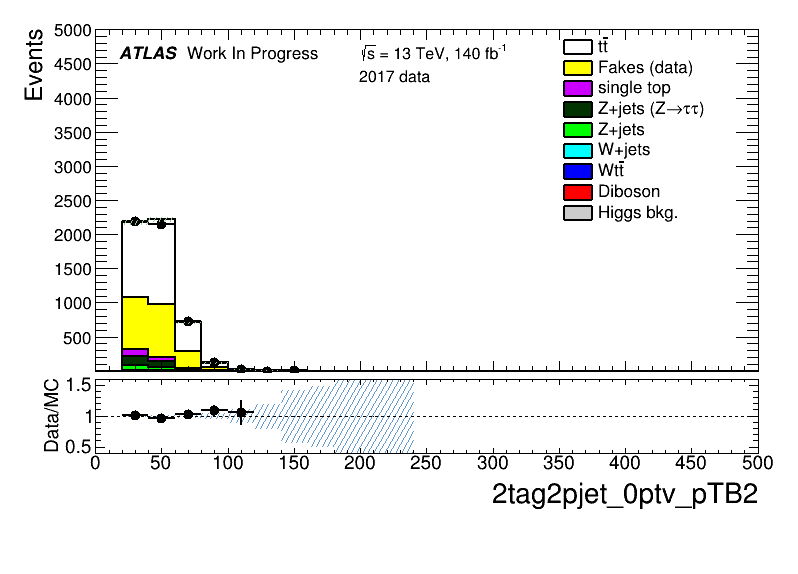 Events
5000
4500
4000
3500
3000
2500
2000
1500
1000
500
ATLAS Work In Progress
√s = 13 TeV, 140 fb⁻¹
2017 data
tt̄
Fakes (data)
single top
Z+jets (Z→ττ)
Z+jets
W+jets
Wtt̄
Diboson
Higgs bkg.
Data/MC
1.5
1
0.5
0 50 100 150 200 250 300 350 400 450 500
2tag2pjet_0ptv_pTB2